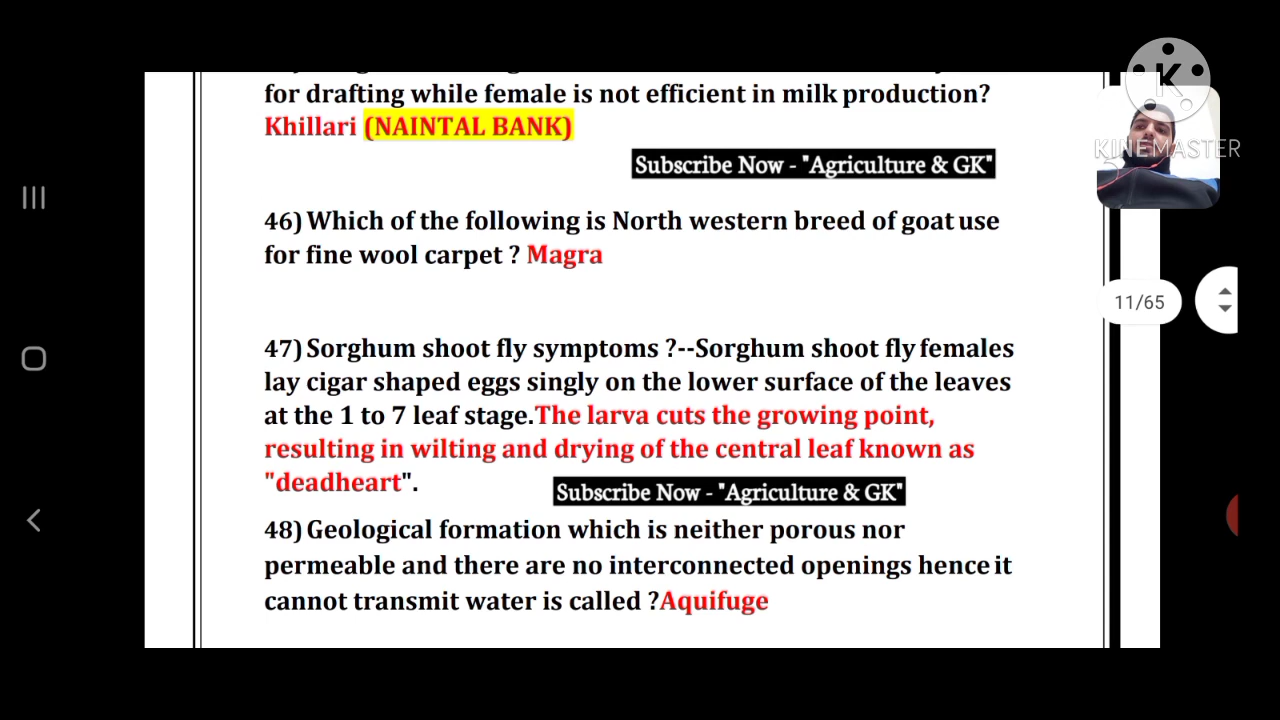 for drafting while female is not efficient in milk production?
Khillari (NAINTAL BANK)
Subscribe Now - "Agriculture & GK"
KINEMASTER
46) Which of the following is North western breed of goat use
for fine wool carpet ? Magra
11/65
47) Sorghum shoot fly symptoms ?--Sorghum shoot fly females
lay cigar shaped eggs singly on the lower surface of the leaves
at the 1 to 7 leaf stage.The larva cuts the growing point,
resulting in wilting and drying of the central leaf known as
"deadheart".
Subscribe Now - "Agriculture & GK"
48) Geological formation which is neither porous nor
permeable and there are no interconnected openings hence it
cannot transmit water is called ?Aquifuge